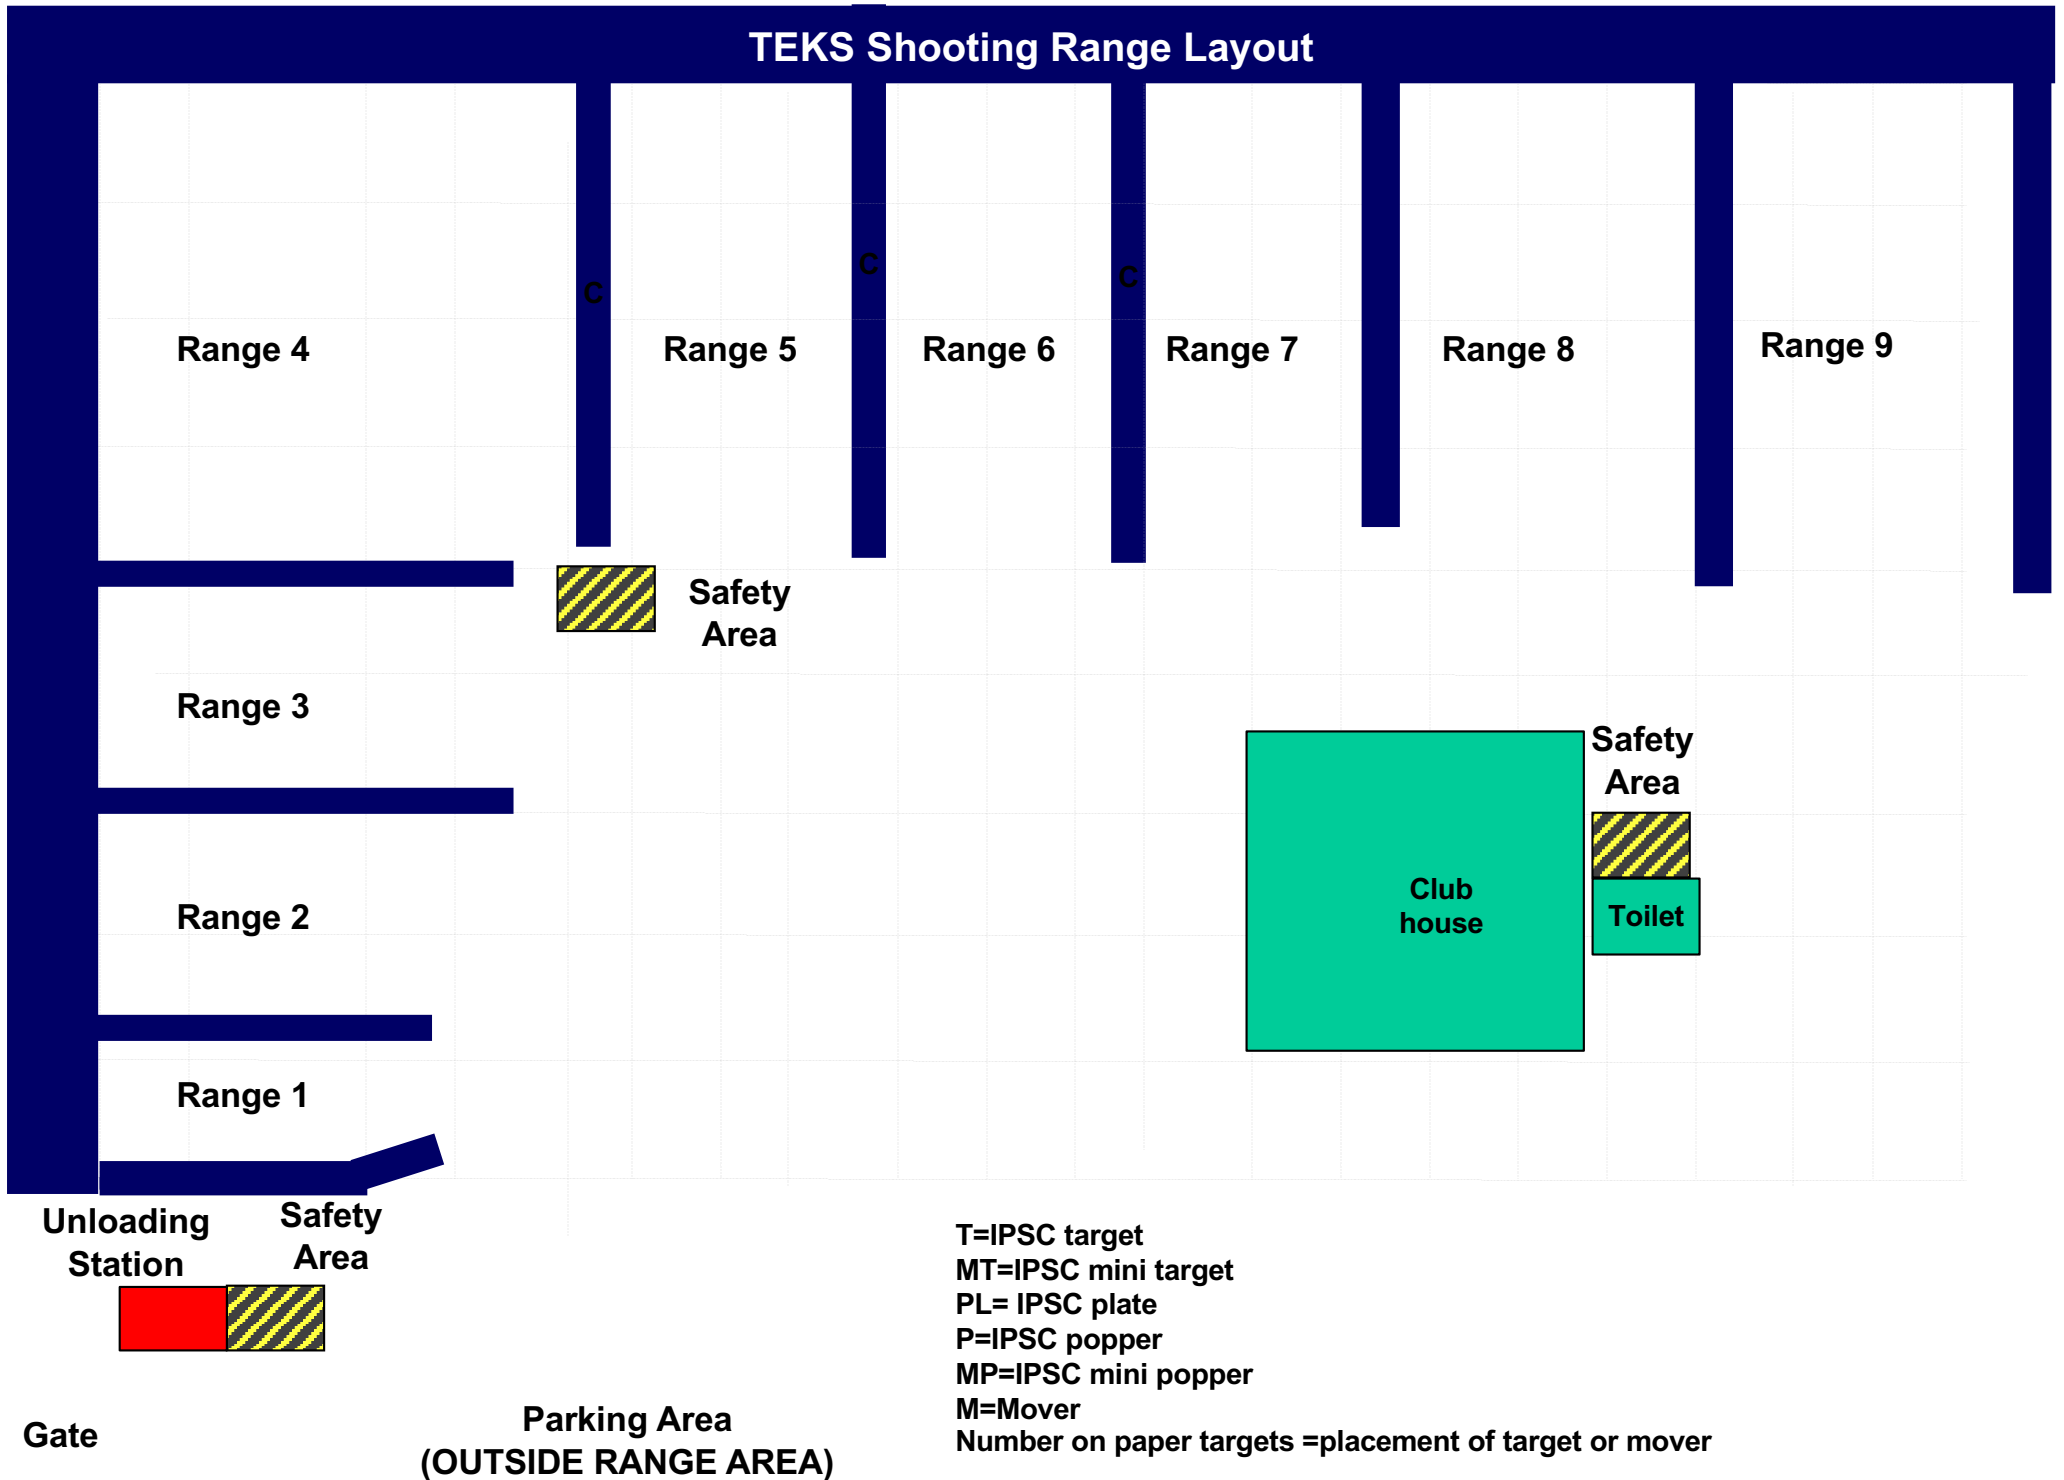 TEKS Shooting Range Layout
C
C
C
Range 4
Range 5
Range 6
Range 7
Range 8
Range 9
Safety
Area
Range 3
Safety
Area
Club
house
Toilet
Range 2
Range 1
Unloading
Station
Safety
Area
T=IPSC target
MT=IPSC mini target
PL= IPSC plate
P=IPSC popper
MP=IPSC mini popper
M=Mover
Number on paper targets =placement of target or mover
Gate
Parking Area
(OUTSIDE RANGE AREA)